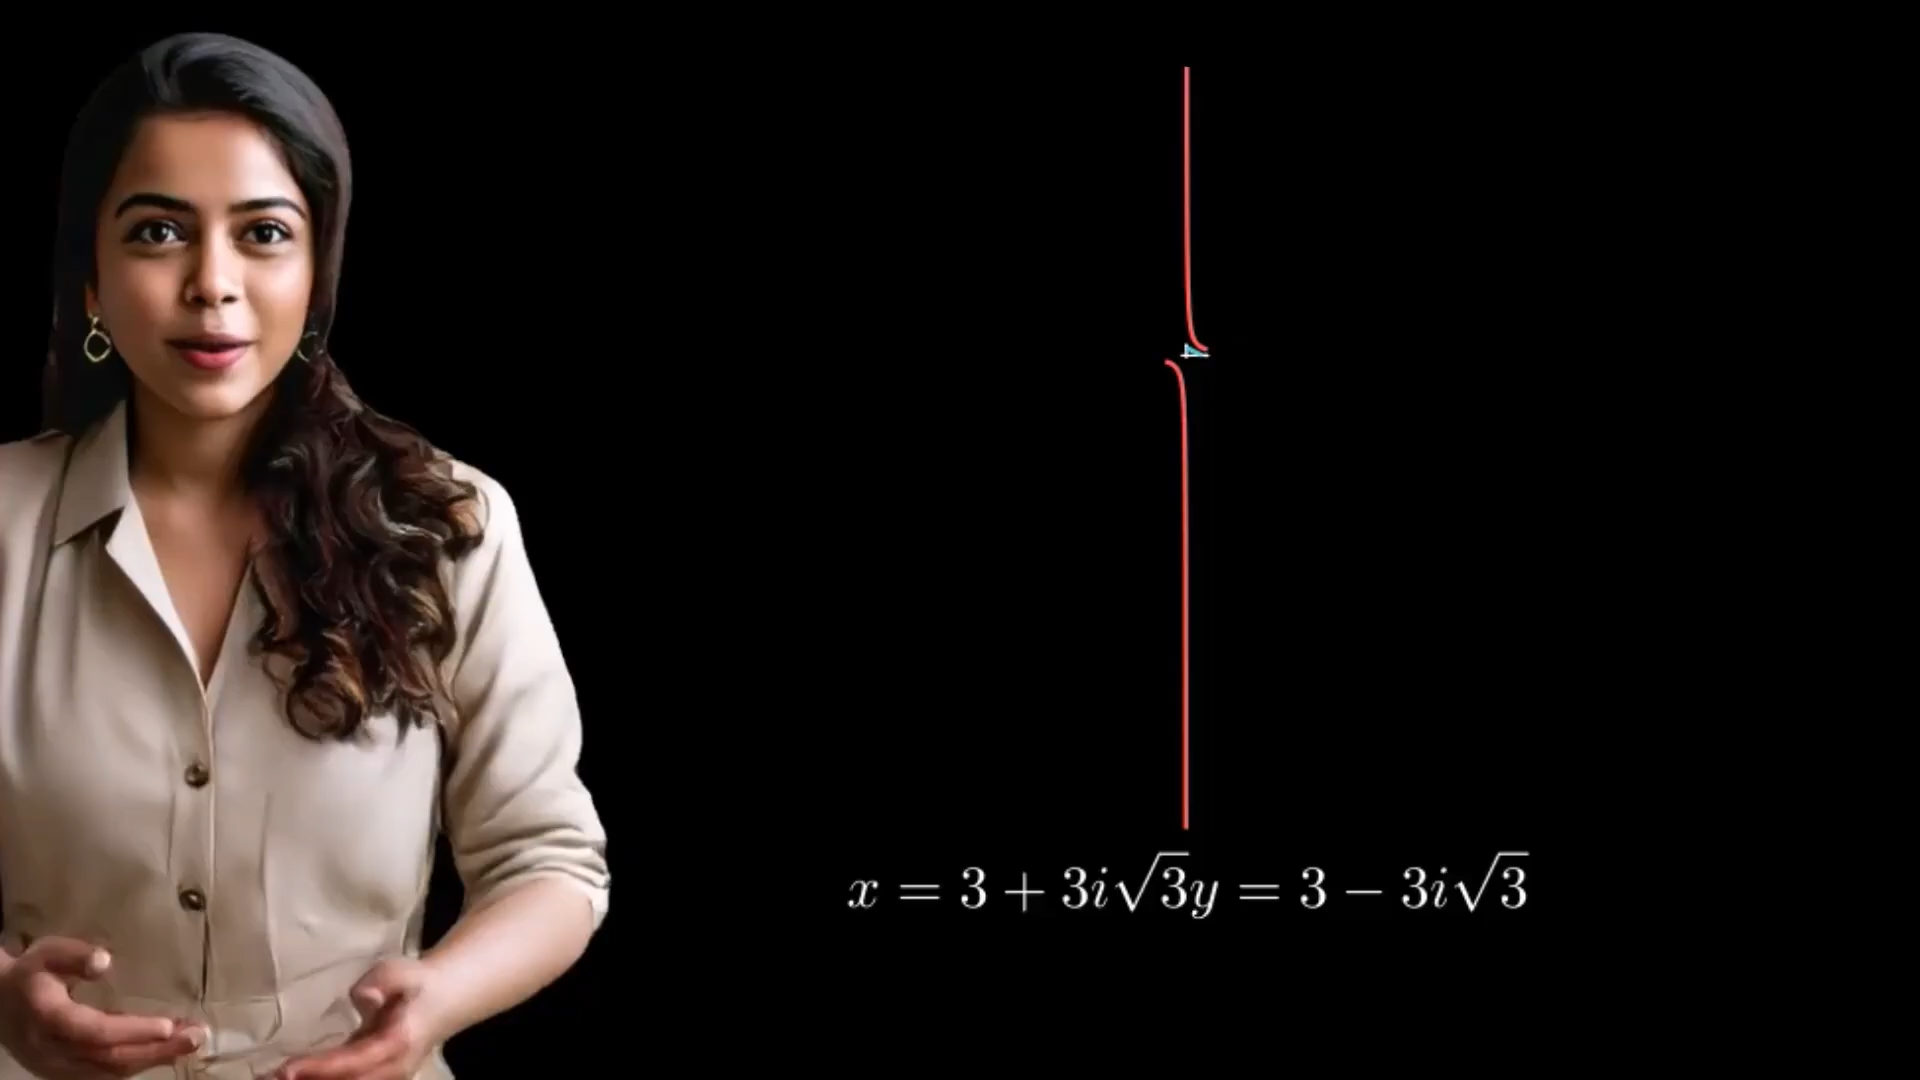 x = 3 + 3i√3y = 3 − 3i√3